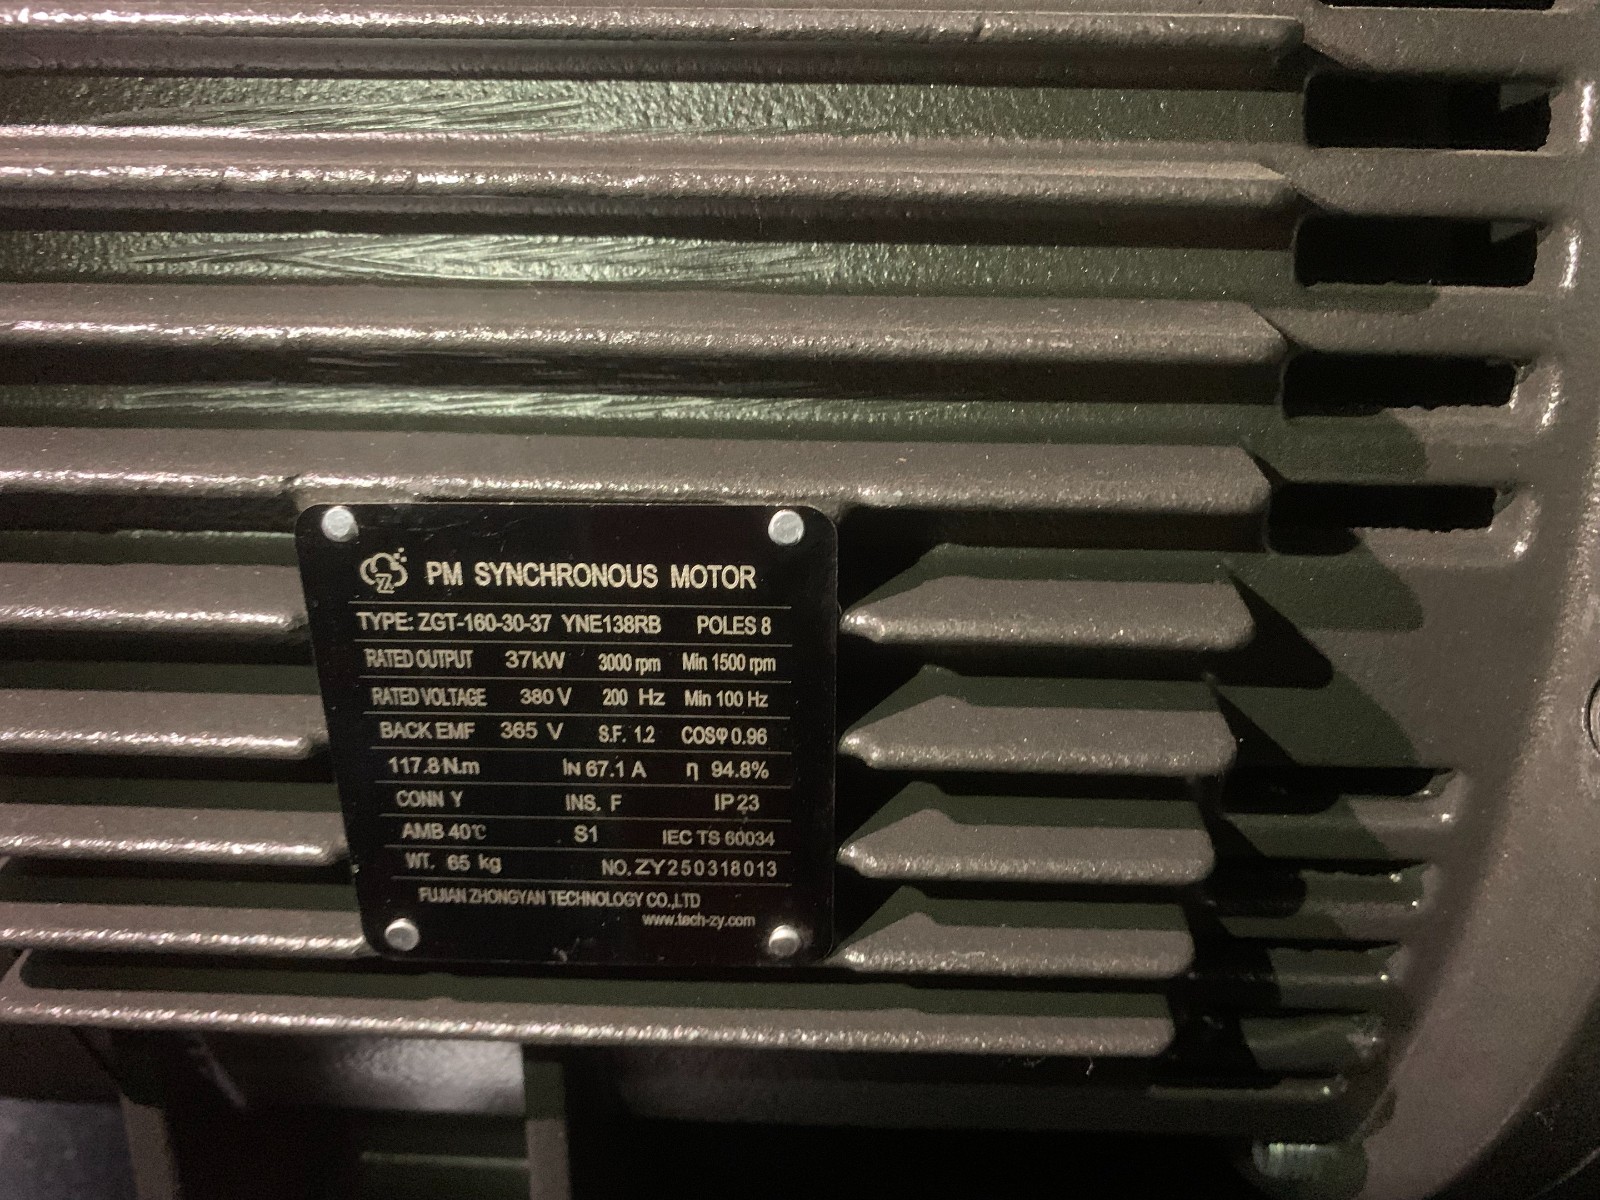 PM SYNCHRONOUS MOTOR
TYPE: ZGT-160-30-37 YNE138RB POLES 8
RATED OUTPUT 37kW 3000 rpm Min 1500 rpm
RATED VOLTAGE 380 V 200 Hz Min 100 Hz
BACK EMF 365 V S.F. 1.2 COSφ 0.96
117.8 N.m IN 67.1 A η 94.8%
CONN Y INS. F IP 23
AMB 40℃ S1 IEC TS 60034
WT. 65 kg NO. ZY250318013
FUJIAN ZHONGYAN TECHNOLOGY CO.,LTD
www.tech-zy.com